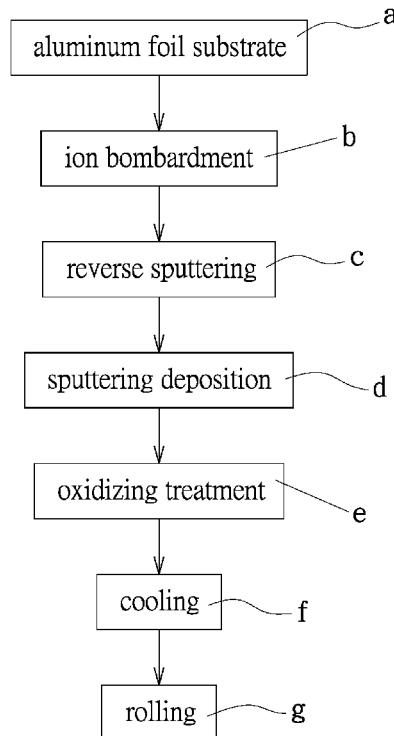 aluminum foil substrate a
ion bombardment b
reverse sputtering c
sputtering deposition d
oxidizing treatment e
cooling f
rolling g